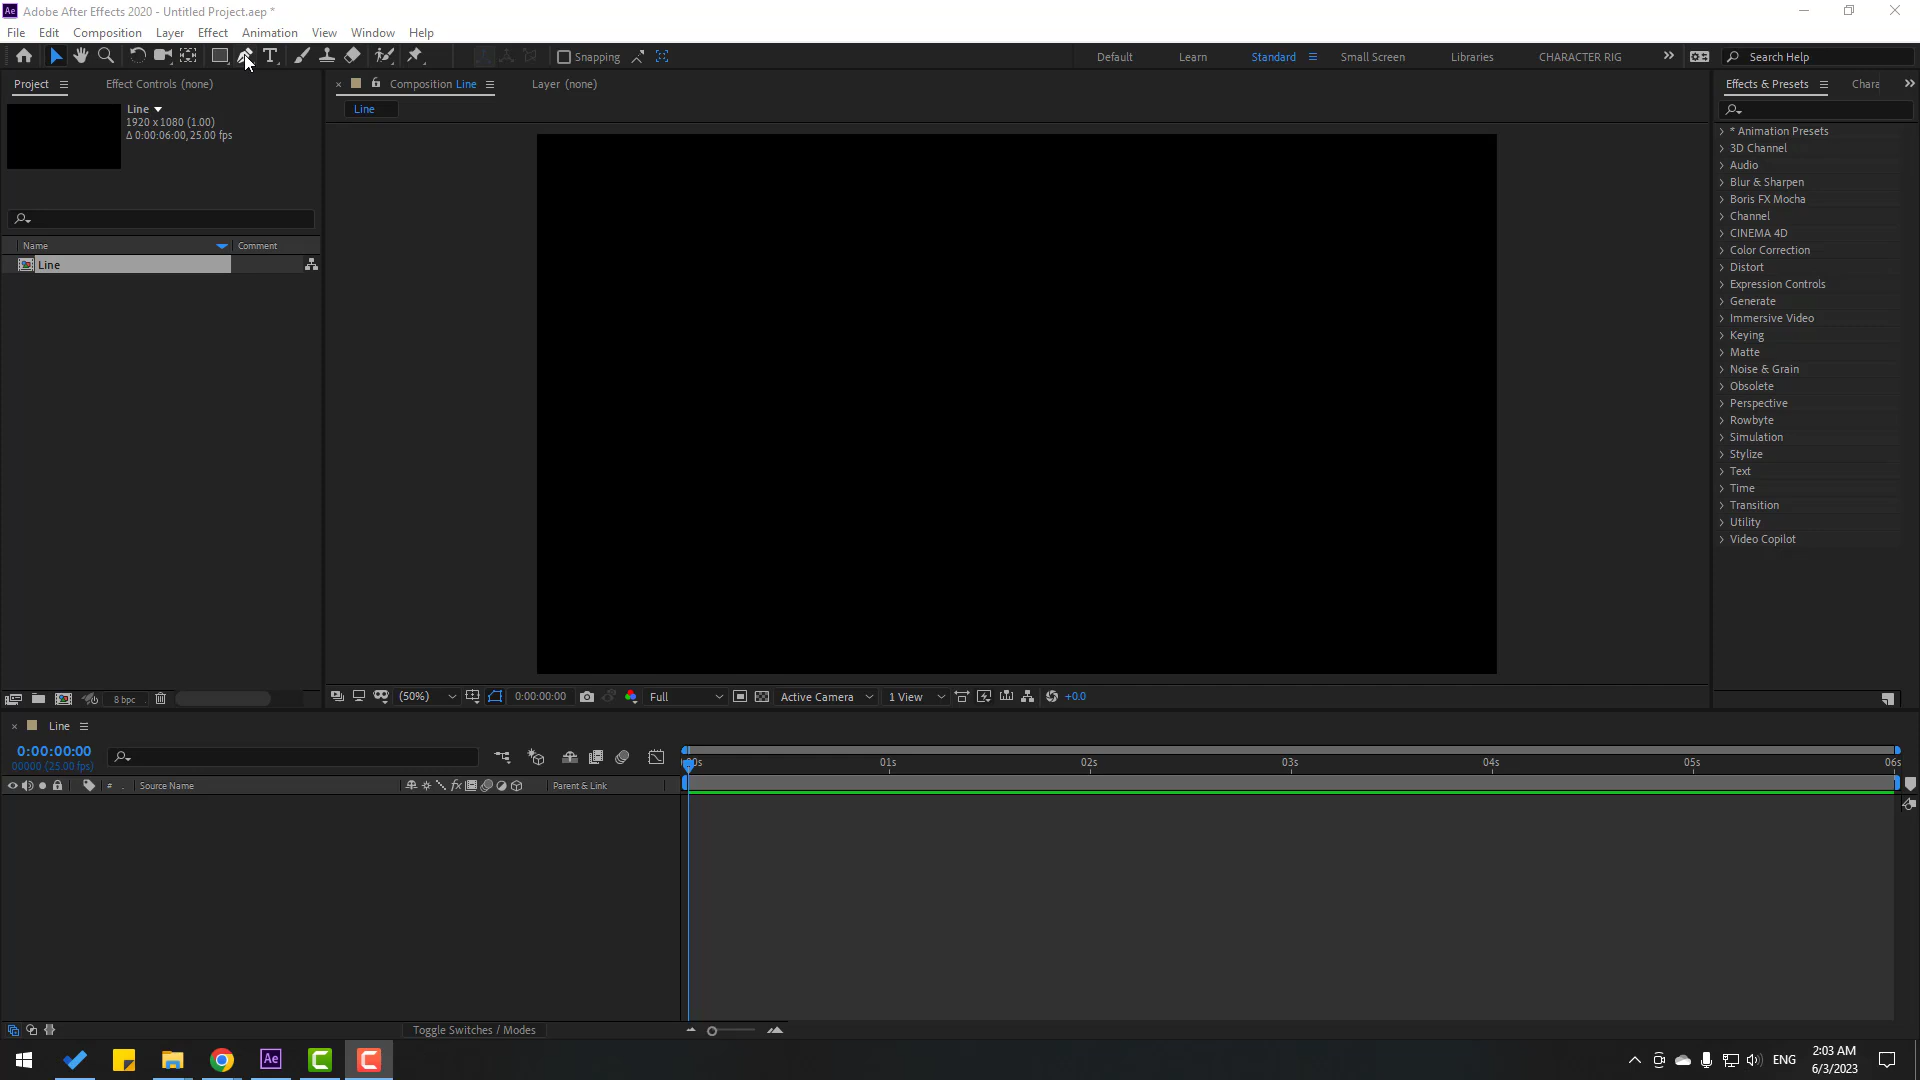 Ae Adobe After Effects 2020 - Untitled Project.aep *
File Edit Composition Layer Effect Animation View Window Help
T Snapping Default Learn Standard Small Screen Libraries CHARACTER RIG Search Help
Project Effect Controls (none) Composition Line Layer (none) Effects & Presets Chara
Line
Line
1920 x 1080 (1.00)
Δ 0:00:06:00, 25.00 fps
Name Comment
Line
* Animation Presets
3D Channel
Audio
Blur & Sharpen
Boris FX Mocha
Channel
CINEMA 4D
Color Correction
Distort
Expression Controls
Generate
Immersive Video
Keying
Matte
Noise & Grain
Obsolete
Perspective
Rowbyte
Simulation
Stylize
Text
Time
Transition
Utility
Video Copilot
8 bpc (50%) 0:00:00:00 Full Active Camera 1 View +0.0
Line
0:00:00:00
00000 (25.00 fps)
00s 01s 02s 03s 04s 05s 06s
# . Source Name fx Parent & Link
Toggle Switches / Modes
Ae C C ENG 2:03 AM
6/3/2023